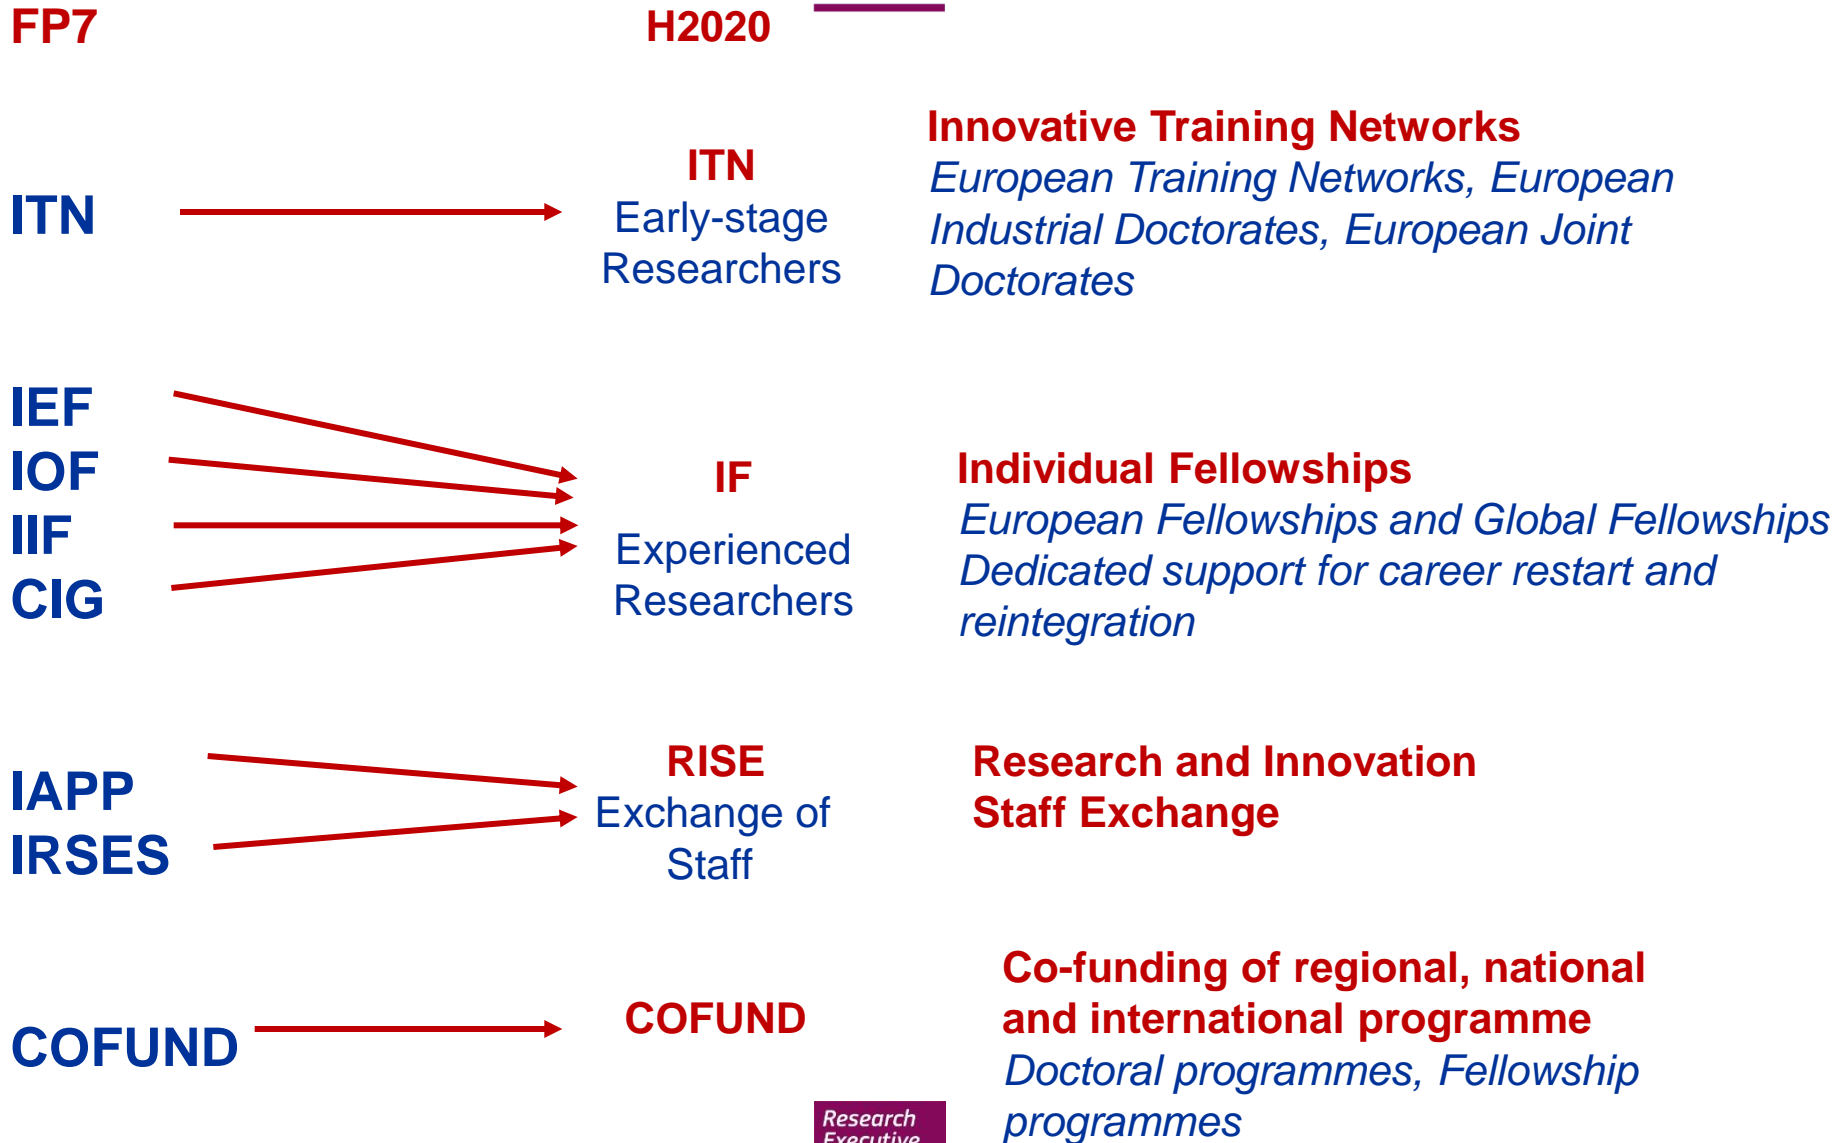 FP7
H2020
ITN
ITN
Early-stage
Researchers
Innovative Training Networks
European Training Networks, European
Industrial Doctorates, European Joint
Doctorates
IEF
IOF
IIF
CIG
IF
Experienced
Researchers
Individual Fellowships
European Fellowships and Global Fellowships
Dedicated support for career restart and
reintegration
IAPP
IRSES
RISE
Exchange of
Staff
Research and Innovation
Staff Exchange
COFUND
COFUND
Co-funding of regional, national
and international programme
Doctoral programmes, Fellowship
programmes
Research
Executive